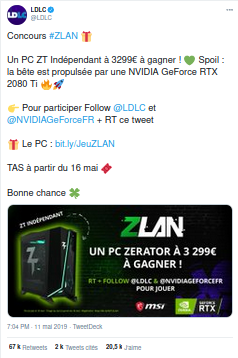 LDLC
@LDLC
Concours #ZLAN 🎁
Un PC ZT Indépendant à 3299€ à gagner ! 💚 Spoil :
la bête est propulsée par une NVIDIA GeForce RTX
2080 Ti 🔥🚀
👉 Pour participer Follow @LDLC et
@NVIDIAGeForceFR + RT ce tweet
🎁 Le PC : bit.ly/JeuZLAN
TAS à partir du 16 mai 🧨
Bonne chance 🍀
ZT INDÉPENDANT
ZLAN
UN PC ZERATOR À 3 299€
À GAGNER !
RT + FOLLOW @LDLC & @NVIDIAGEFORCEFR
POUR JOUER
msi
NVIDIA
GEFORCE
RTX
7:04 PM · 11 mai 2019 · TweetDeck
67 k Retweets 2 k Tweets cités 20,5 k J'aime